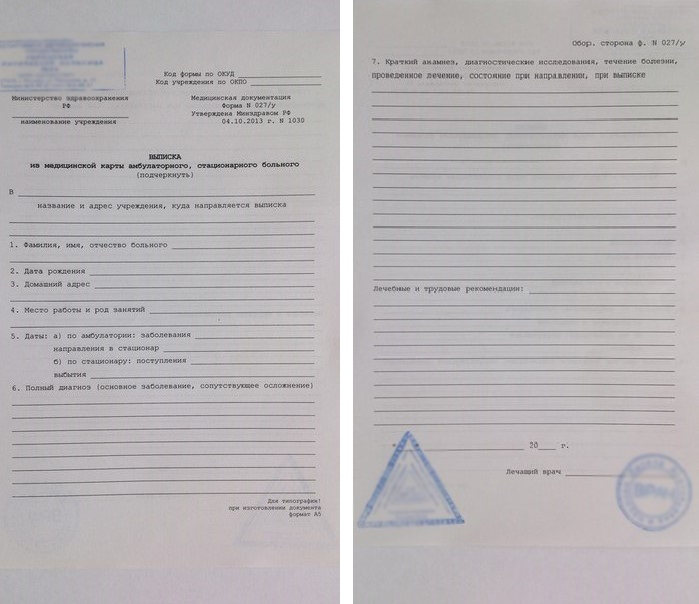 Код формы по ОКУД
Код учреждения по ОКПО
Министерство здравоохранения
РФ
наименование учреждения
Медицинская документация
Форма N 027/у
Утверждена Минздравом РФ
04.10.2013 г. N 1030
ВЫПИСКА
из медицинской карты амбулаторного, стационарного больного
(подчеркнуть)
В
название и адрес учреждения, куда направляется выписка
1. Фамилия, имя, отчество больного
2. Дата рождения
3. Домашний адрес
4. Место работы и род занятий
5. Даты: а) по амбулатории: заболевания
направления в стационар
б) по стационару: поступления
выбытия
6. Полный диагноз (основное заболевание, сопутствующее осложнение)
Для типографии!
при изготовлении документа
формат А5
Обор. сторона ф. N 027/у
7. Краткий анамнез, диагностические исследования, течение болезни,
проведенное лечение, состояние при направлении, при выписке
Лечебные и трудовые рекомендации:
20 г.
Лечащий врач